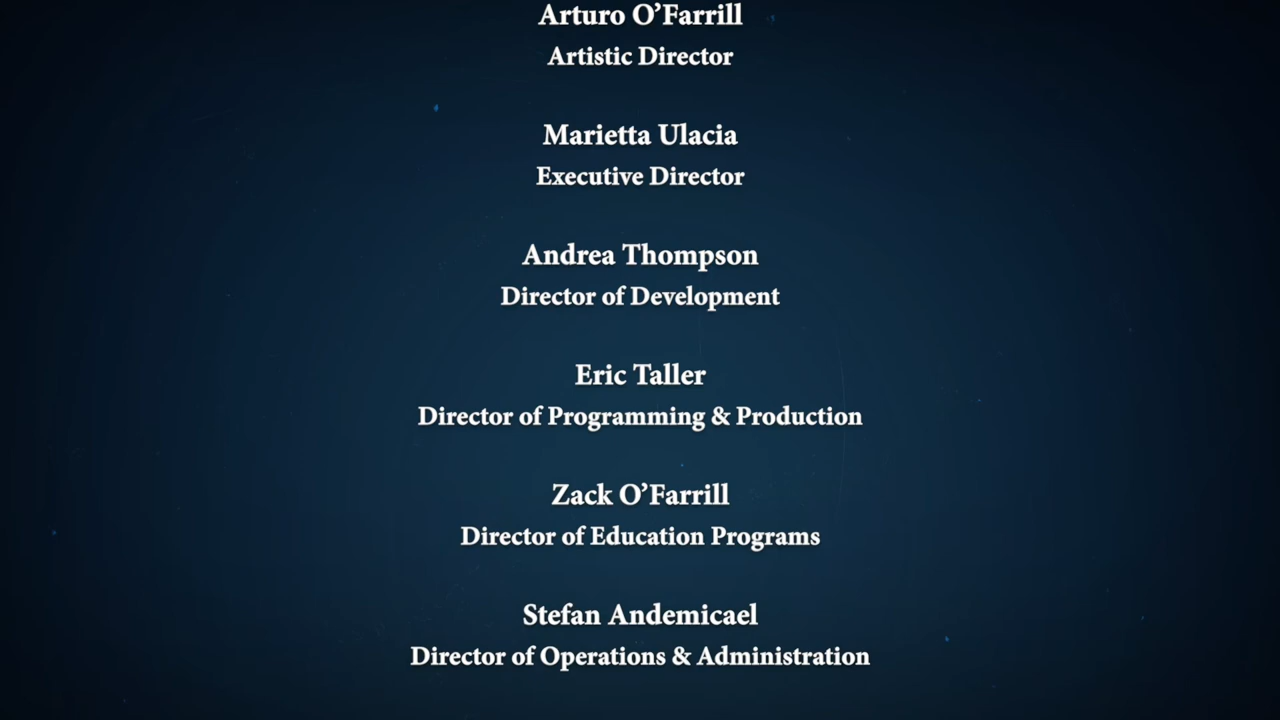 Arturo O’Farrill
Artistic Director
Marietta Ulacia
Executive Director
Andrea Thompson
Director of Development
Eric Taller
Director of Programming & Production
Zack O’Farrill
Director of Education Programs
Stefan Andemicael
Director of Operations & Administration